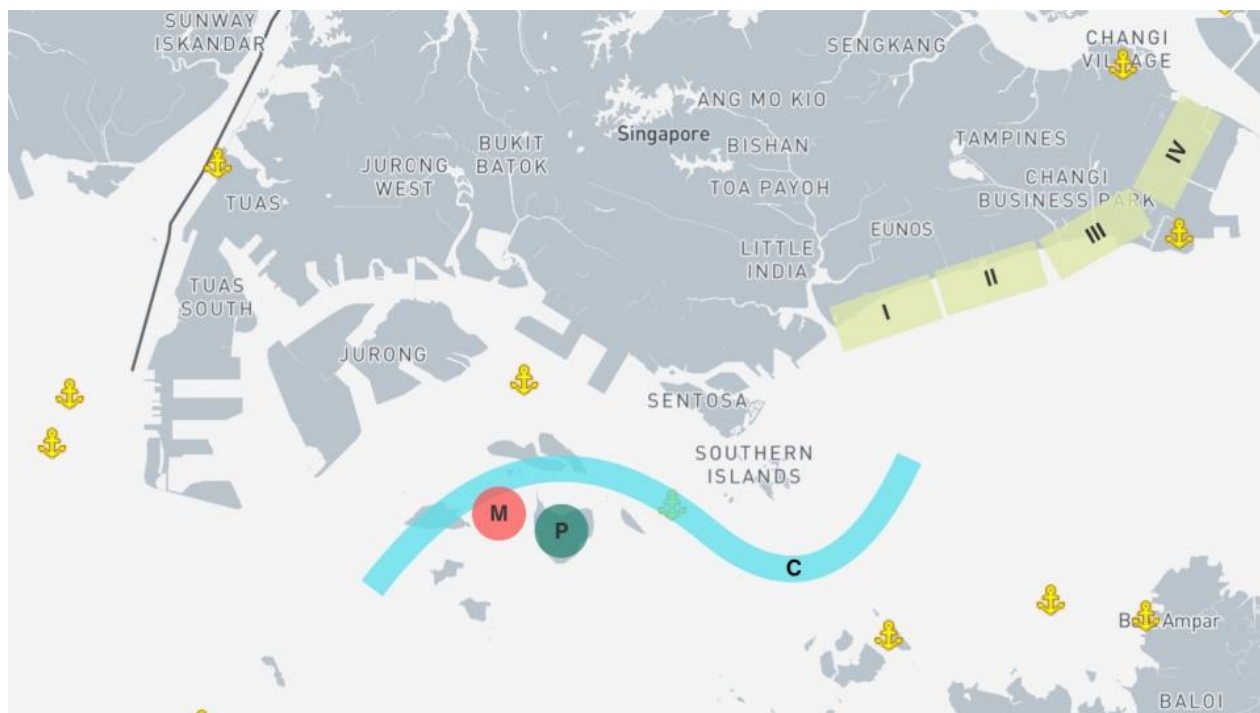 SUNWAY
ISKANDAR
SENGKANG
CHANGI
VILLAGE
ANG MO KIO
Singapore
BISHAN
TAMPINES
IV
BUKIT
BATOK
JURONG
WEST
TOA PAYOH
CHANGI
BUSINESS PARK
TUAS
EUNOS
III
LITTLE
INDIA
TUAS
SOUTH
II
I
JURONG
SENTOSA
SOUTHERN
ISLANDS
M
P
C
Ampar
BALOI